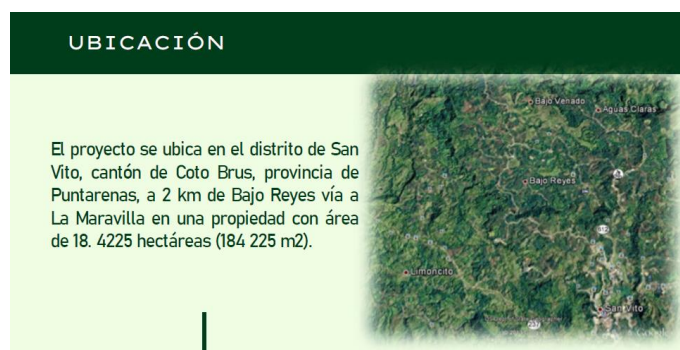 UBICACIÓN
El proyecto se ubica en el distrito de San
Vito, cantón de Coto Brus, provincia de
Puntarenas, a 2 km de Bajo Reyes vía a
La Maravilla en una propiedad con área
de 18. 4225 hectáreas (184 225 m2).
Bajo Venado
Aguas Claras
Bajo Reyes
612
Limoncito
San Vito
237